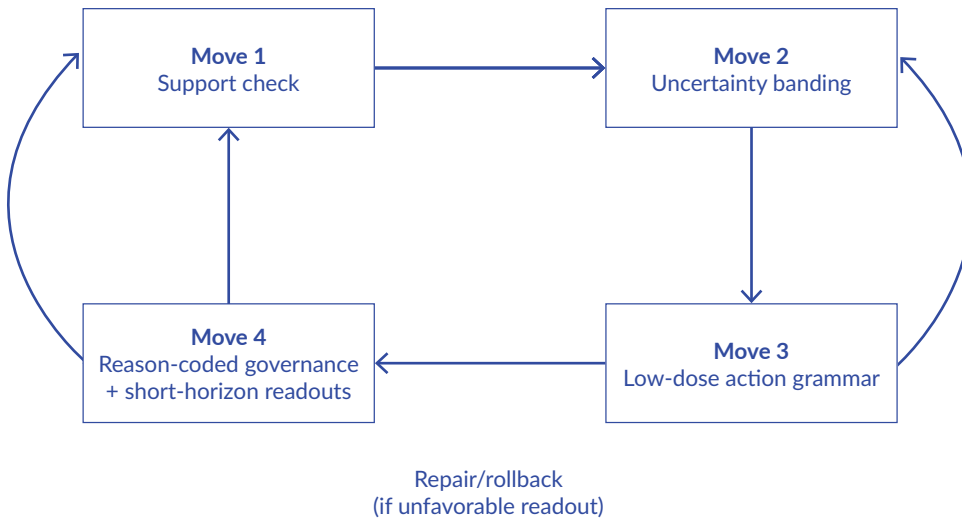 Move 1
Support check
Move 2
Uncertainty banding
Move 4
Reason-coded governance
+ short-horizon readouts
Move 3
Low-dose action grammar
Repair/rollback
(if unfavorable readout)